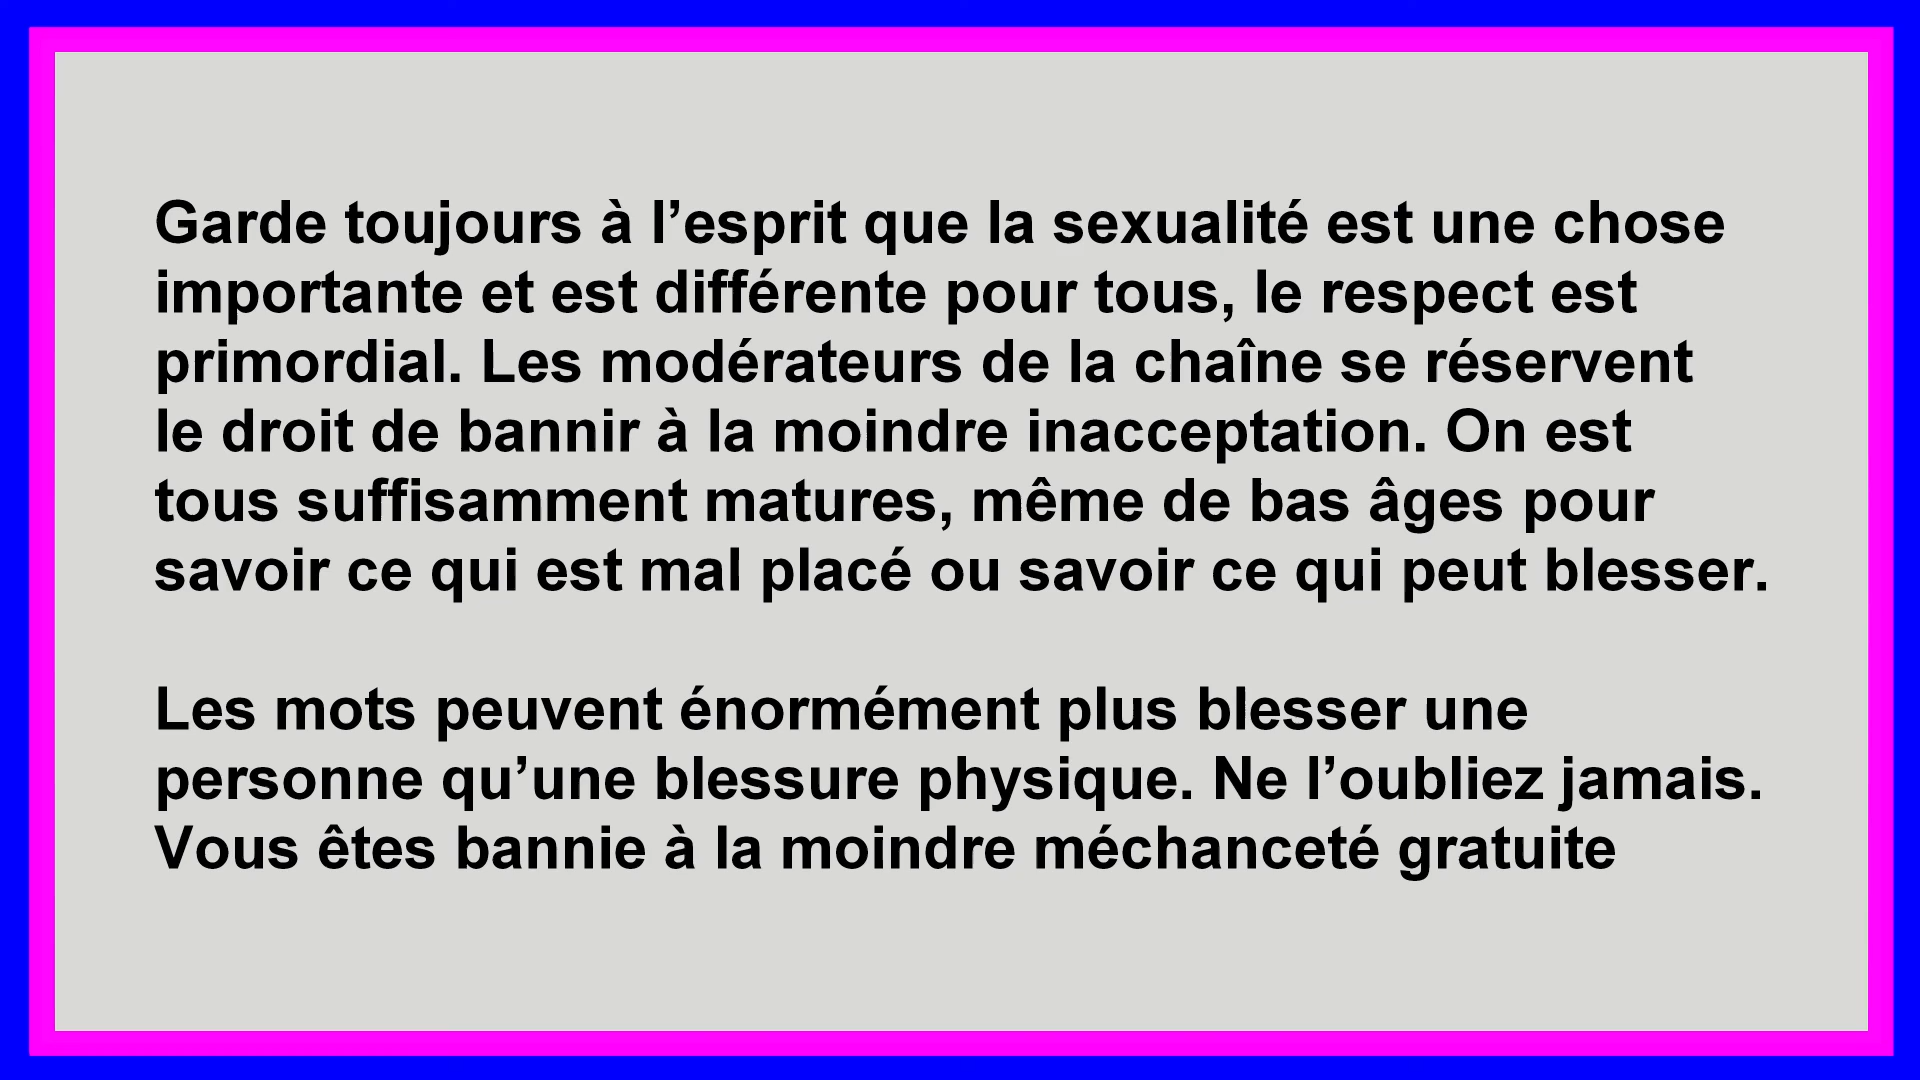 Garde toujours à l’esprit que la sexualité est une chose
importante et est différente pour tous, le respect est
primordial. Les modérateurs de la chaîne se réservent
le droit de bannir à la moindre inacceptation. On est
tous suffisamment matures, même de bas âges pour
savoir ce qui est mal placé ou savoir ce qui peut blesser.
Les mots peuvent énormément plus blesser une
personne qu’une blessure physique. Ne l’oubliez jamais.
Vous êtes bannie à la moindre méchanceté gratuite